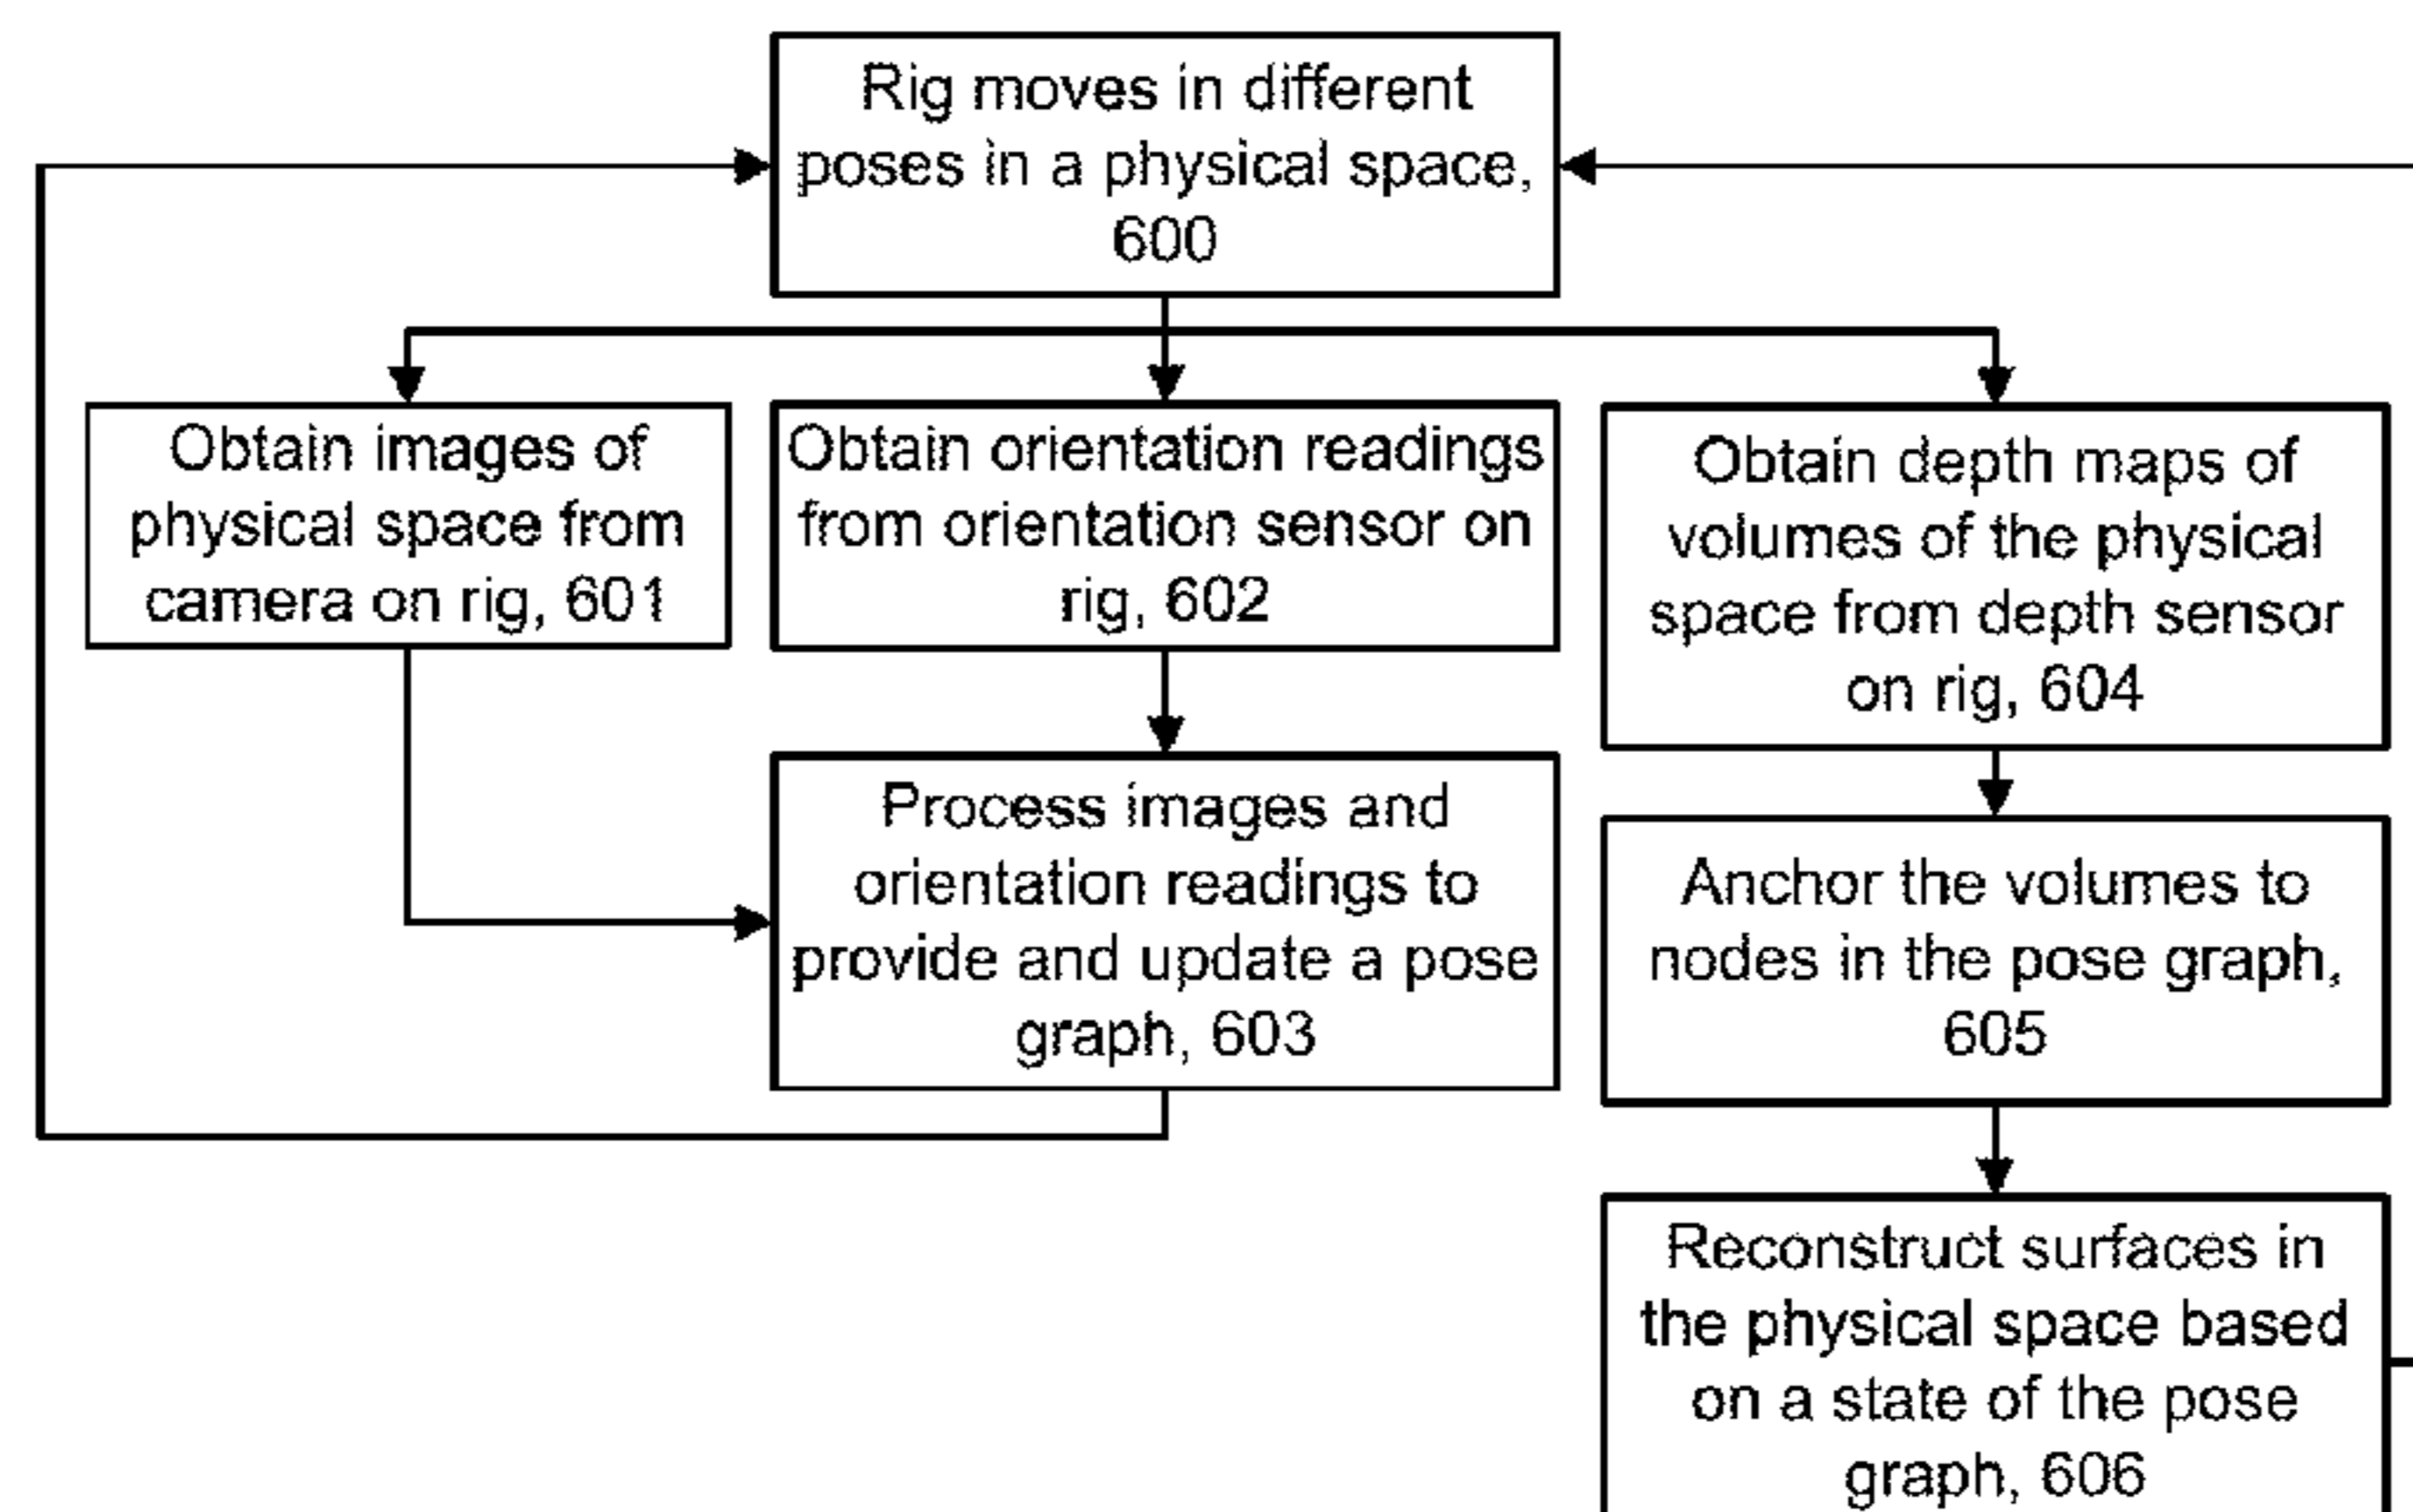 Rig moves in different
poses in a physical space,
600
Obtain images of
physical space from
camera on rig, 601
Obtain orientation readings
from orientation sensor on
rig, 602
Obtain depth maps of
volumes of the physical
space from depth sensor
on rig, 604
Process images and
orientation readings to
provide and update a pose
graph, 603
Anchor the volumes to
nodes in the pose graph,
605
Reconstruct surfaces in
the physical space based
on a state of the pose
graph, 606